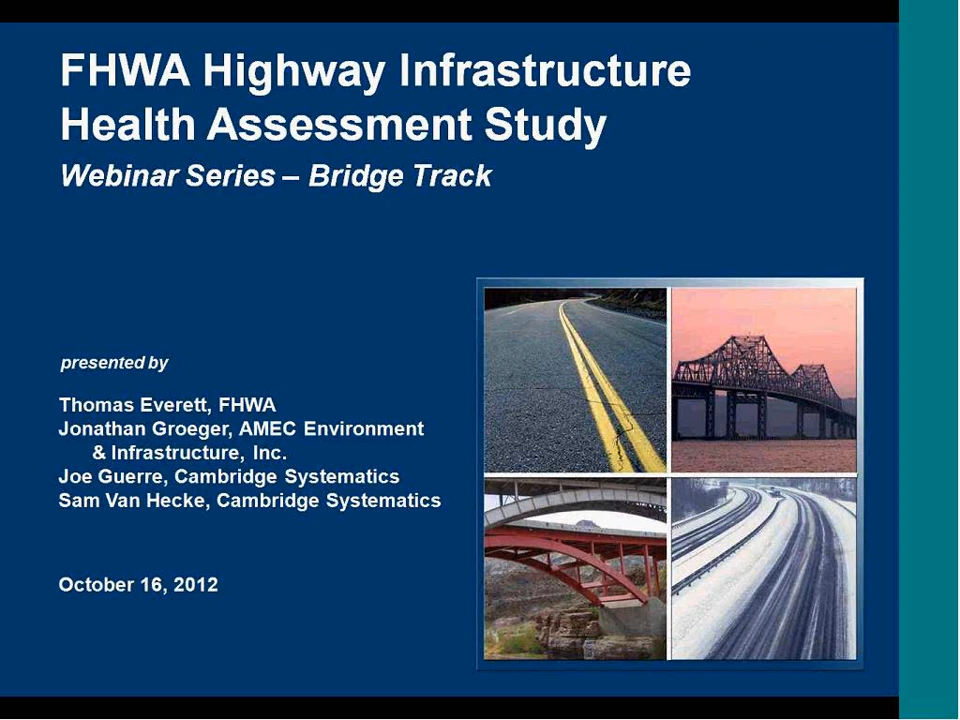 FHWA Highway Infrastructure
Health Assessment Study
Webinar Series – Bridge Track
presented by
Thomas Everett, FHWA
Jonathan Groeger, AMEC Environment
& Infrastructure, Inc.
Joe Guerre, Cambridge Systematics
Sam Van Hecke, Cambridge Systematics
October 16, 2012